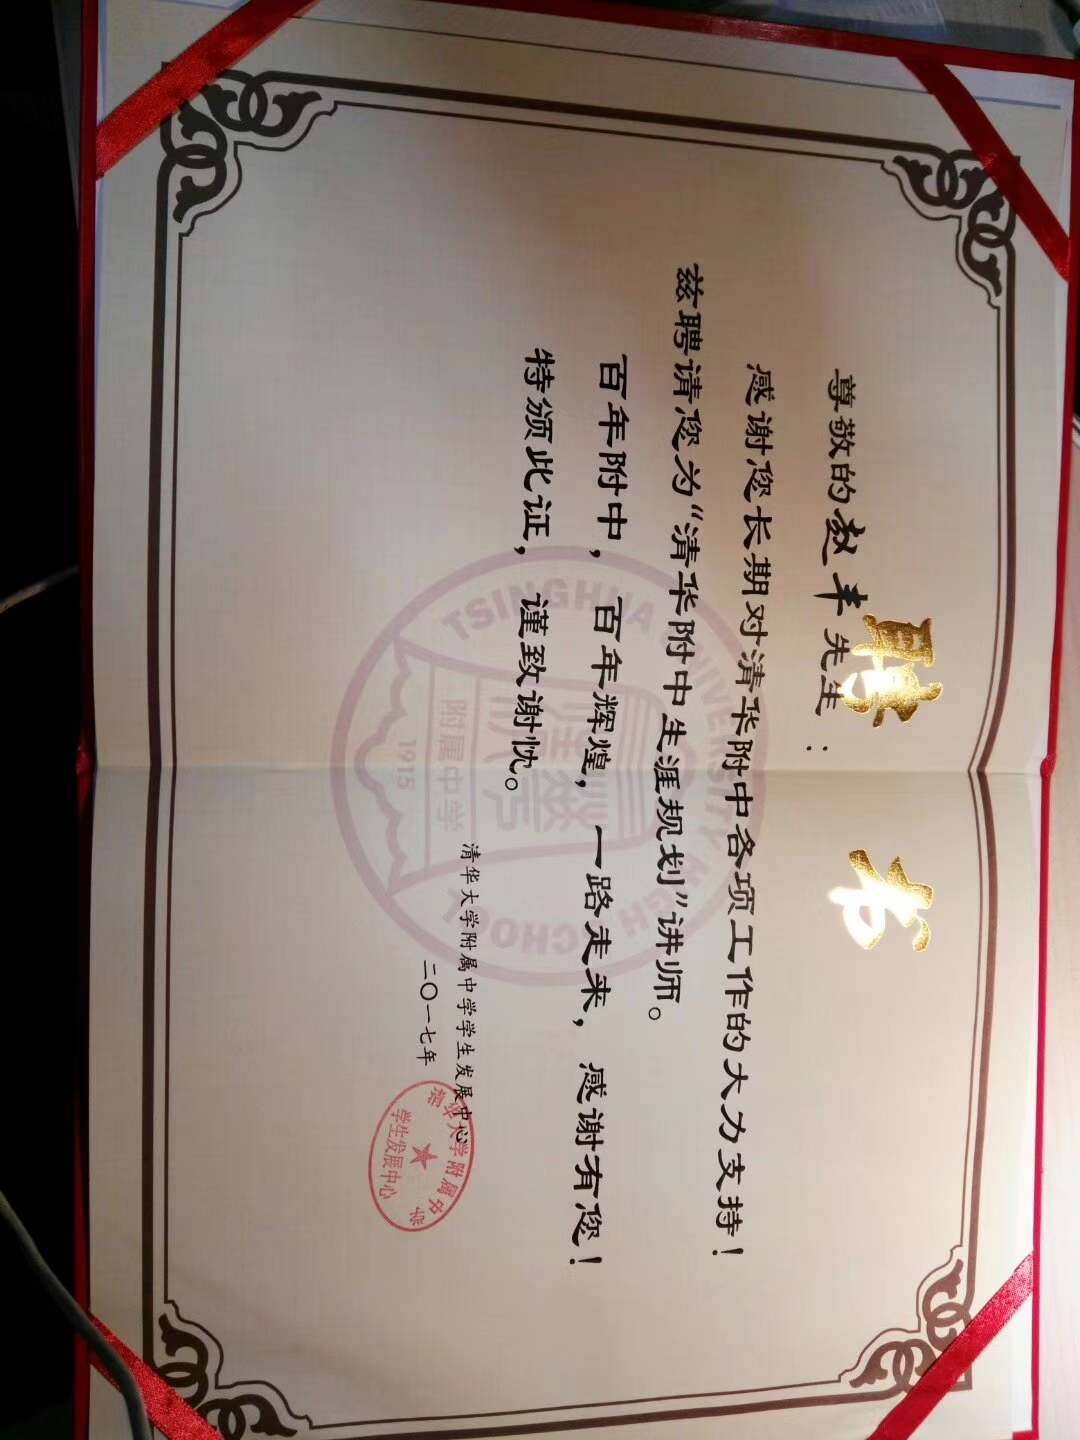 聘书
尊敬的赵丰先生：
感谢您长期对清华附中各项工作的大力支持！
兹聘请您为“清华附中生涯规划”讲师。
百年附中，百年辉煌，一路走来，感谢有您！
特颁此证，谨致谢忱。
清华大学附属中学学生发展中心
二〇一七年
TSINGHUA UNIVERSITY HIGH SCHOOL
附属中学
1915
清华大学附属中学
学生发展中心